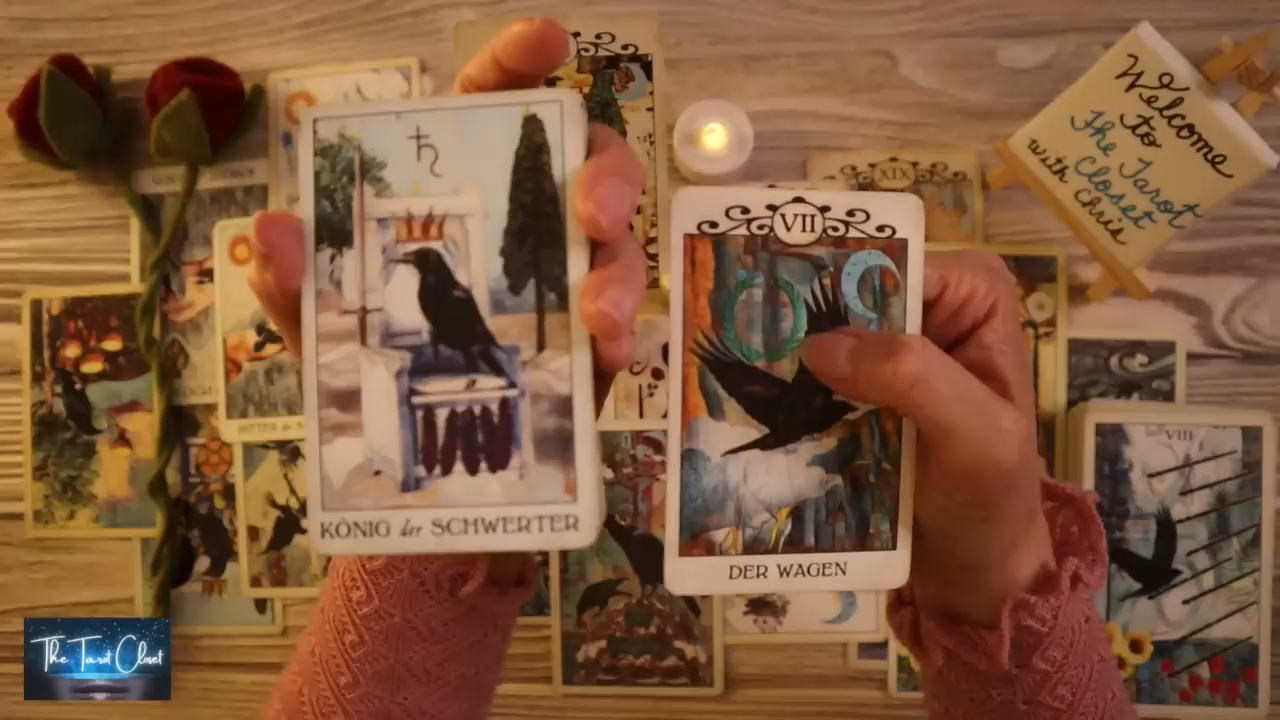 XIX
Welcome
to
The Tarot
Closet
with Chris
VII
VIII
KÖNIG der SCHWERTER
DER WAGEN
The Tarot Closet